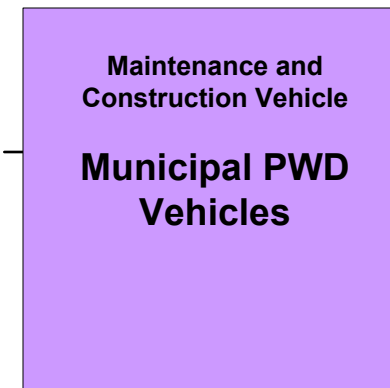 Maintenance and
Construction Vehicle
Municipal PWD
Vehicles